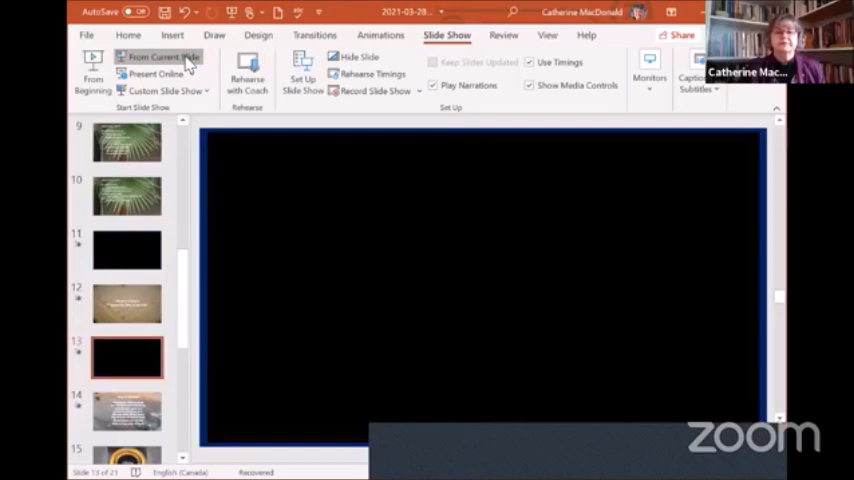 AutoSave Off 2021-03-28... Catherine MacDonald
File Home Insert Draw Design Transitions Animations Slide Show Review View Help Share
From Beginning
From Current Slide
Present Online
Custom Slide Show
Start Slide Show
Rehearse with Coach
Rehearse
Set Up Slide Show
Hide Slide
Rehearse Timings
Record Slide Show
Keep Slides Updated
Play Narrations
Use Timings
Show Media Controls
Set Up
Monitors
Subtitles
Catherine Mac...
9
10
11
12
13
14
15
Slide 13 of 21 English (Canada) Recovered
zoom